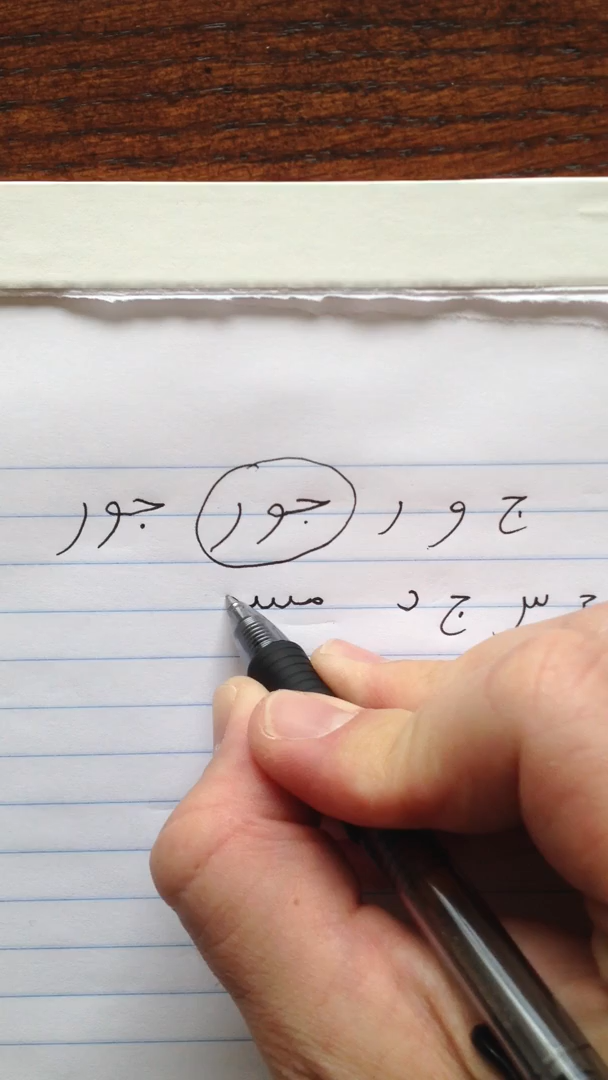 ج و ر جور جور
س ج د مس